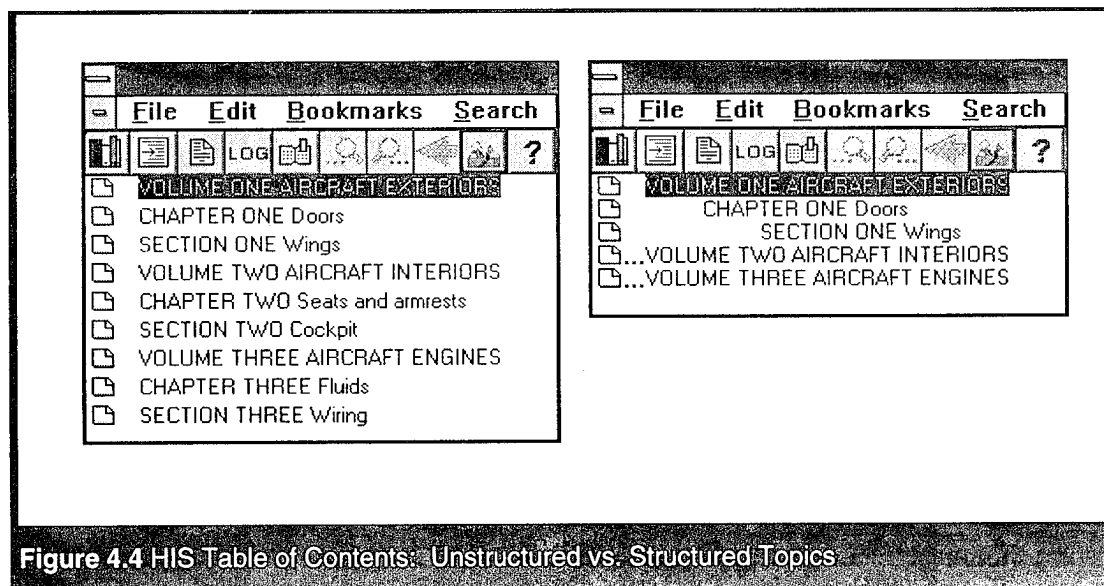 File Edit Bookmarks Search
LOG ?
VOLUME ONE AIRCRAFT EXTERIORS
CHAPTER ONE Doors
SECTION ONE Wings
VOLUME TWO AIRCRAFT INTERIORS
CHAPTER TWO Seats and armrests
SECTION TWO Cockpit
VOLUME THREE AIRCRAFT ENGINES
CHAPTER THREE Fluids
SECTION THREE Wiring
File Edit Bookmarks Search
LOG ?
VOLUME ONE AIRCRAFT EXTERIORS
CHAPTER ONE Doors
SECTION ONE Wings
...VOLUME TWO AIRCRAFT INTERIORS
...VOLUME THREE AIRCRAFT ENGINES
Figure 4.4 HIS Table of Contents: Unstructured vs. Structured Topics